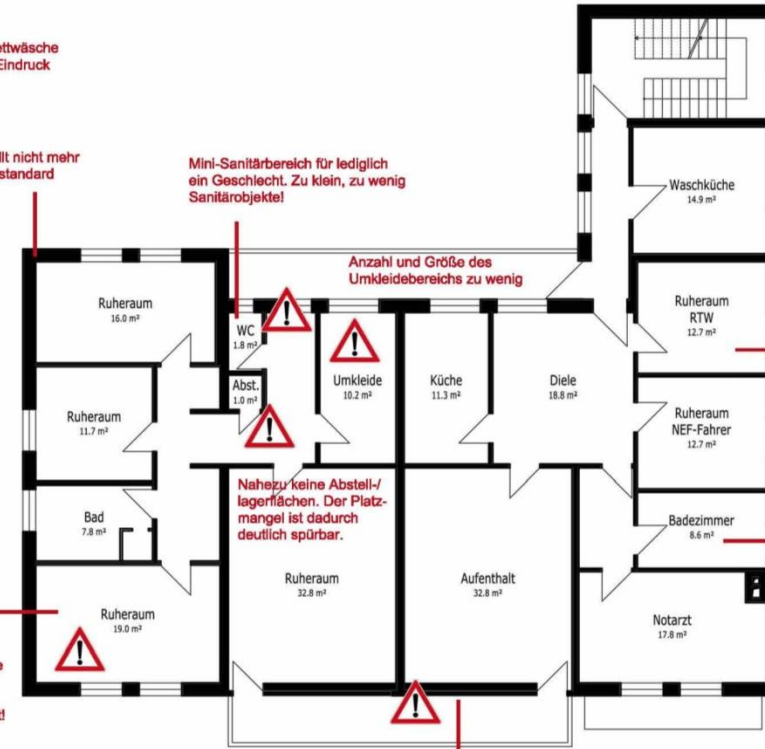 Eindruck
nicht mehr
standard
Mini-Sanitärbereich für lediglich
ein Geschlecht. Zu klein, zu wenig
Sanitärobjekte!
Anzahl und Größe des
Umkleidebereichs zu wenig
Waschküche
14.9 m²
Ruheraum
16.0 m²
WC
1.8 m²
Abst.
1.0 m²
Umkleide
10.2 m²
Küche
11.3 m²
Diele
18.8 m²
Ruheraum
RTW
12.7 m²
Ruheraum
11.7 m²
Ruheraum
NEF-Fahrer
12.7 m²
Nahezu keine Abstell-/
lagerflächen. Der Platz-
mangel ist dadurch
deutlich spürbar.
Bad
7.8 m²
Badezimmer
8.6 m²
Ruheraum
32.8 m²
Aufenthalt
32.8 m²
Ruheraum
19.0 m²
Notarzt
17.8 m²